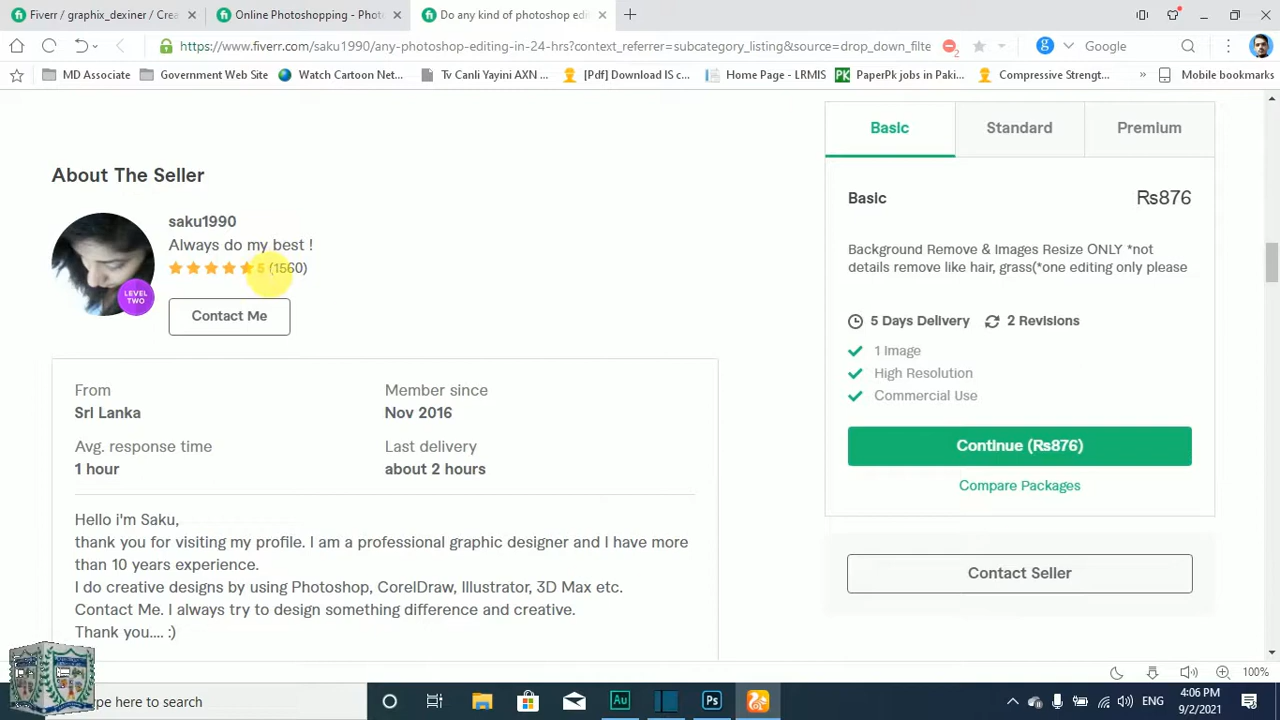 Fiverr / graphix_dexiner / Crea
Online Photoshopping - Phot
Do any kind of photoshop edi
https://www.fiverr.com/saku1990/any-photoshop-editing-in-24-hrs?context_referrer=subcategory_listing&source=drop_down_filte
2
Google
MD Associate
Government Web Site
Watch Cartoon Net...
Tv Canli Yayini AXN ...
[Pdf] Download IS c...
Home Page - LRMIS
PaperPk jobs in Paki...
Compressive Strengt...
»
Mobile bookmarks
Basic
Standard
Premium
About The Seller
saku1990
Always do my best !
5 (1560)
LEVEL
TWO
Contact Me
Basic
Rs876
Background Remove & Images Resize ONLY *not
details remove like hair, grass(*one editing only please
5 Days Delivery
2 Revisions
1 Image
High Resolution
Commercial Use
Continue (Rs876)
Compare Packages
Contact Seller
From
Member since
Sri Lanka
Nov 2016
Avg. response time
Last delivery
1 hour
about 2 hours
Hello i'm Saku,
thank you for visiting my profile. I am a professional graphic designer and I have more
than 10 years experience.
I do creative designs by using Photoshop, CorelDraw, Illustrator, 3D Max etc.
Contact Me. I always try to design something difference and creative.
Thank you.... :)
100%
pe here to search
Au
Ps
ENG
4:06 PM
9/2/2021